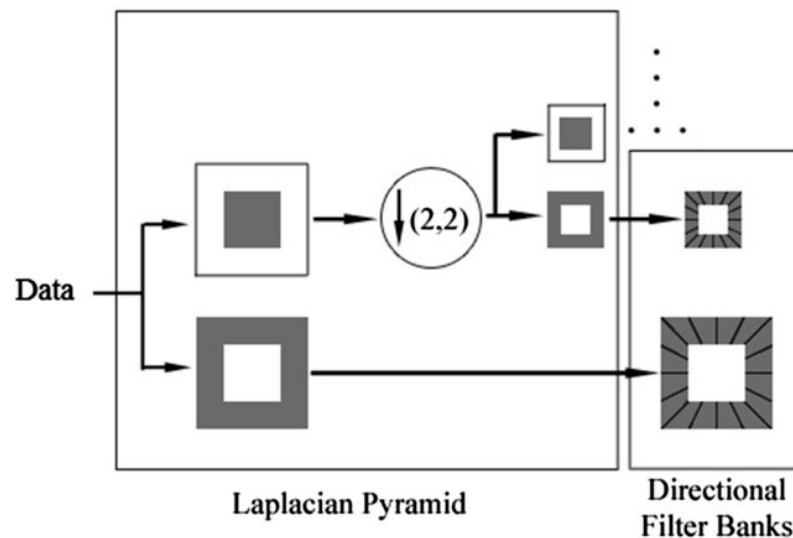 (2,2)
Data
Laplacian Pyramid
Directional
Filter Banks